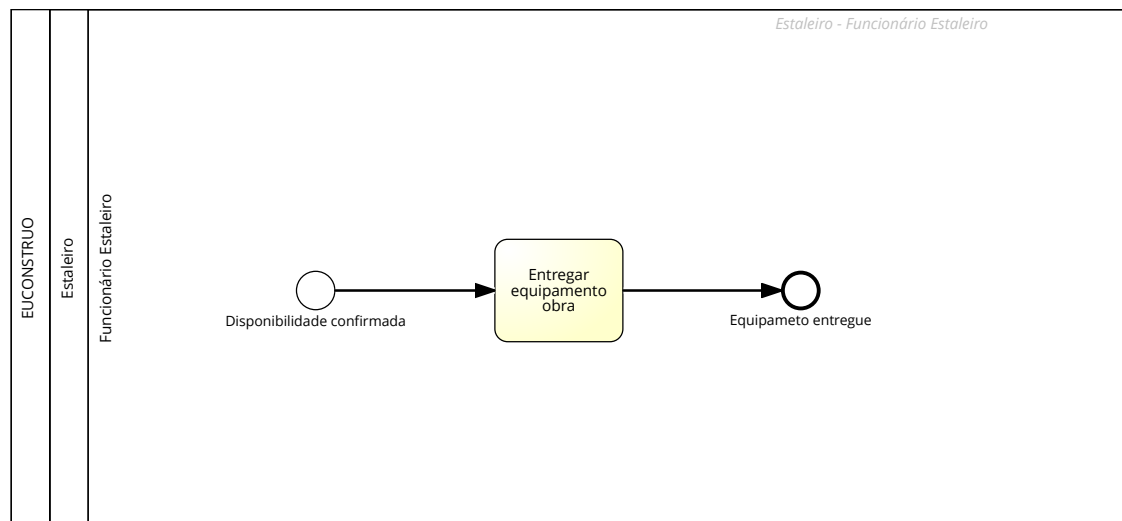 Estaleiro - Funcionário Estaleiro
EUCONSTRUO
Estaleiro
Funcionário Estaleiro
Disponibilidade confirmada
Entregar
equipamento
obra
Equipameto entregue